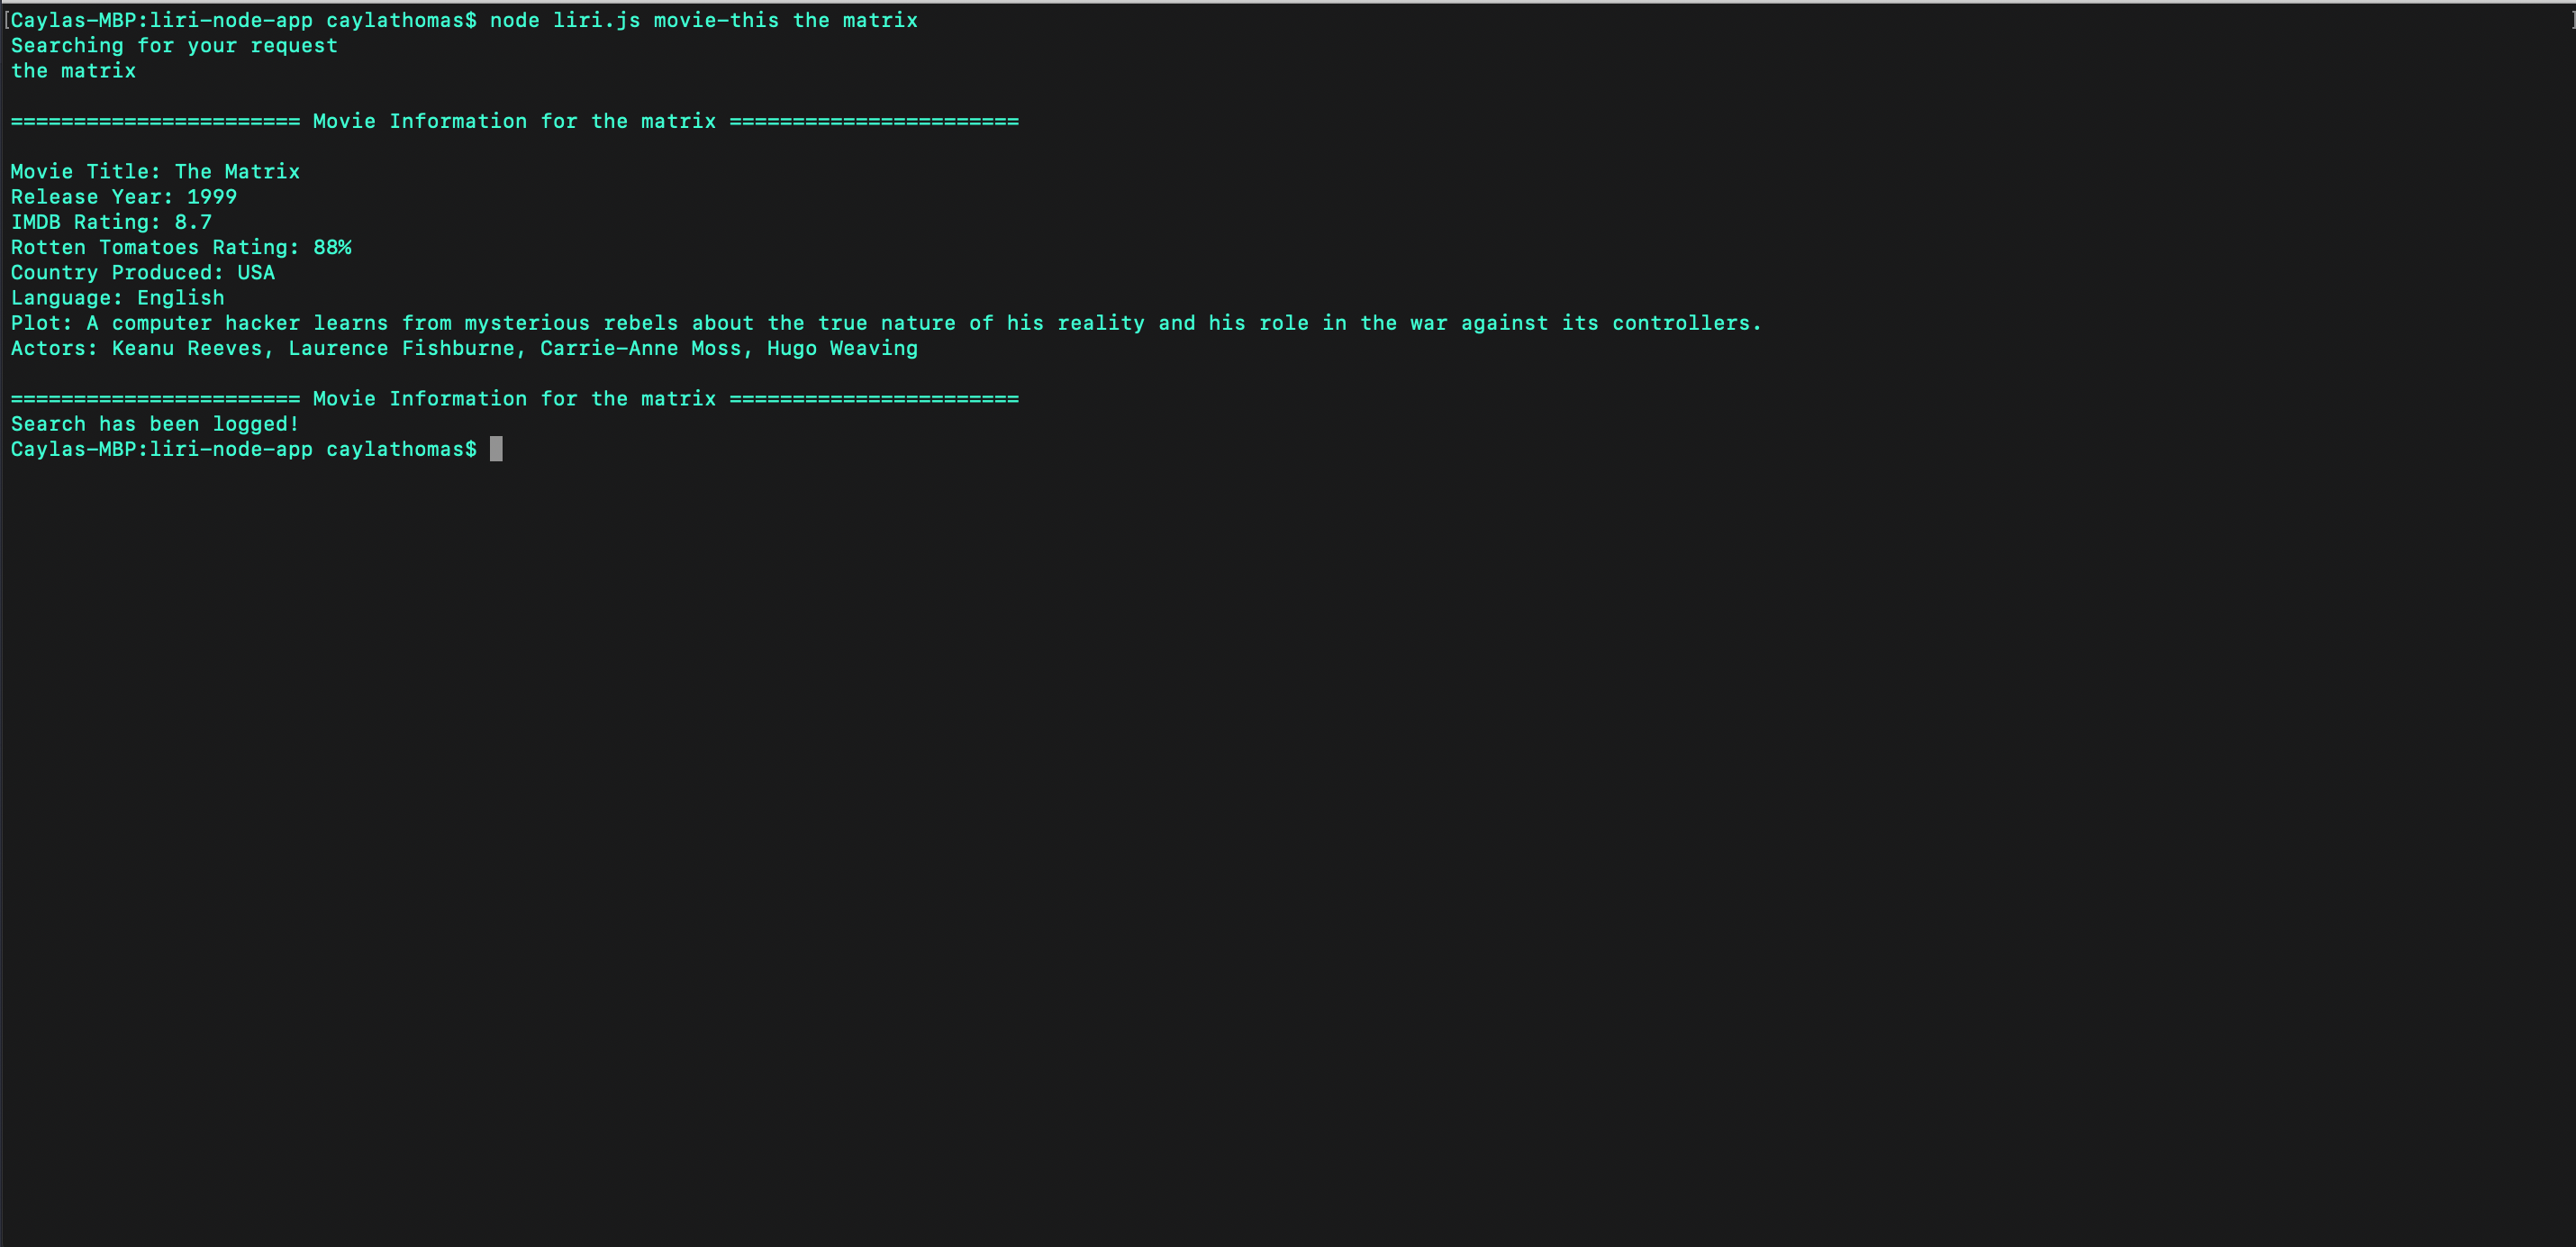 [Caylas-MBP:liri-node-app caylathomas$ node liri.js movie-this the matrix ]
Searching for your request
the matrix
======================= Movie Information for the matrix =======================
Movie Title: The Matrix
Release Year: 1999
IMDB Rating: 8.7
Rotten Tomatoes Rating: 88%
Country Produced: USA
Language: English
Plot: A computer hacker learns from mysterious rebels about the true nature of his reality and his role in the war against its controllers.
Actors: Keanu Reeves, Laurence Fishburne, Carrie-Anne Moss, Hugo Weaving
======================= Movie Information for the matrix =======================
Search has been logged!
Caylas-MBP:liri-node-app caylathomas$